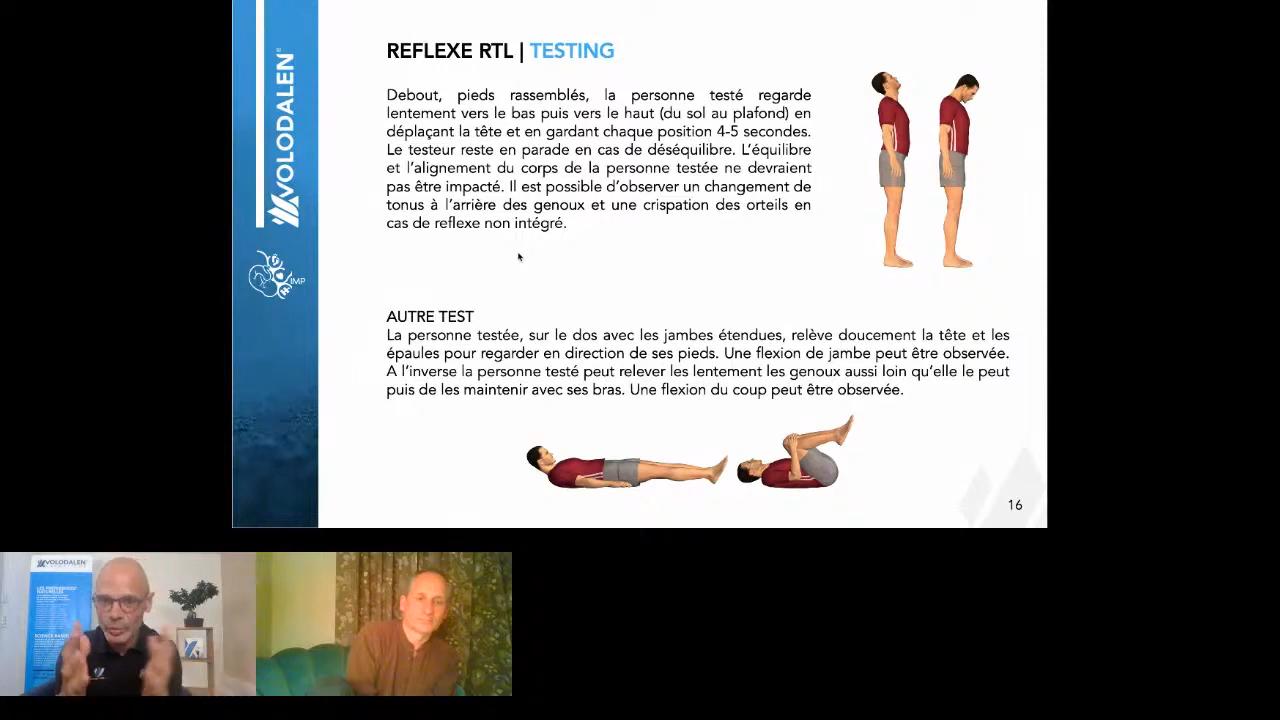 REFLEXE RTL | TESTING
Debout, pieds rassemblés, la personne testé regarde
lentement vers le bas puis vers le haut (du sol au plafond) en
déplaçant la tête et en gardant chaque position 4-5 secondes.
Le testeur reste en parade en cas de déséquilibre. L'équilibre
et l'alignement du corps de la personne testée ne devraient
pas être impacté. Il est possible d'observer un changement de
tonus à l'arrière des genoux et une crispation des orteils en
cas de reflexe non intégré.
AUTRE TEST
La personne testée, sur le dos avec les jambes étendues, relève doucement la tête et les
épaules pour regarder en direction de ses pieds. Une flexion de jambe peut être observée.
A l'inverse la personne testé peut relever les lentement les genoux aussi loin qu'elle le peut
puis de les maintenir avec ses bras. Une flexion du coup peut être observée.
16
VOLODALEN
IMP
VOLODALEN